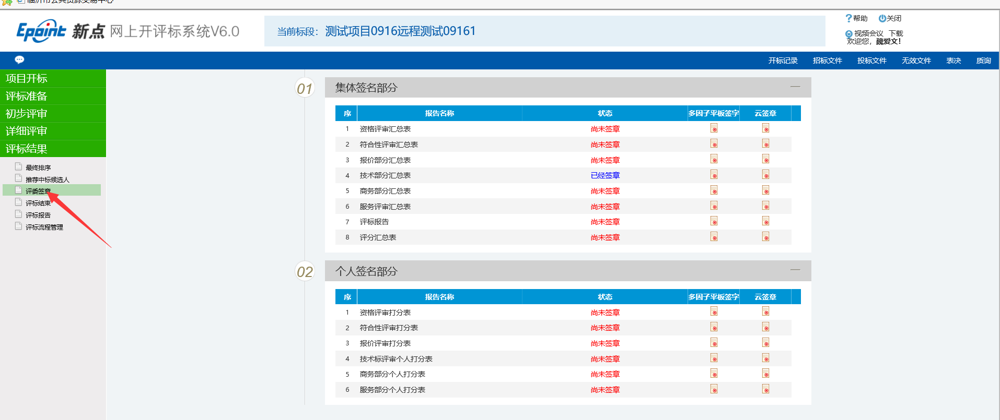 临沂市公共资源交易中心
Epoint 新点 网上开评标系统V6.0
当前标段： 测试项目0916远程测试09161
帮助 关闭
视频会议 下载
欢迎您，魏爱文！
开标记录 招标文件 投标文件 无效文件 表决 质询
项目开标
评标准备
初步评审
详细评审
评标结果
最终排序
推荐中标候选人
评委签章
评标结束
评标报告
评标流程管理
01 集体签名部分
序 报告名称 状态 多因子平板签字 云签章
1 资格评审汇总表 尚未签章
2 符合性评审汇总表 尚未签章
3 报价部分汇总表 尚未签章
4 技术部分汇总表 已经签章
5 商务部分汇总表 尚未签章
6 服务评审汇总表 尚未签章
7 评标报告 尚未签章
8 评分汇总表 尚未签章
02 个人签名部分
序 报告名称 状态 多因子平板签字 云签章
1 资格评审打分表 尚未签章
2 符合性评审打分表 尚未签章
3 报价评审打分表 尚未签章
4 技术标评审个人打分表 尚未签章
5 商务部分个人打分表 尚未签章
6 服务部分个人打分表 尚未签章